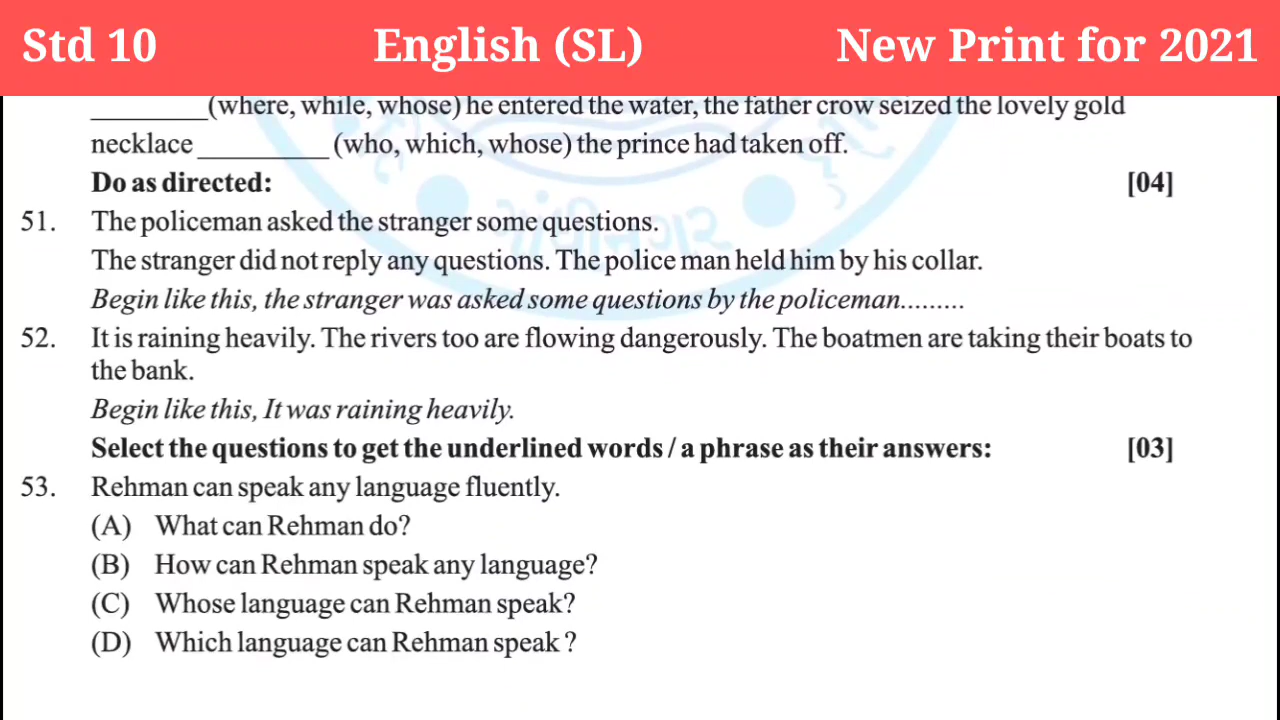 Std 10 English (SL) New Print for 2021
________(where, while, whose) he entered the water, the father crow seized the lovely gold
necklace _________ (who, which, whose) the prince had taken off.
Do as directed: [04]
51. The policeman asked the stranger some questions.
The stranger did not reply any questions. The police man held him by his collar.
Begin like this, the stranger was asked some questions by the policeman.........
52. It is raining heavily. The rivers too are flowing dangerously. The boatmen are taking their boats to
the bank.
Begin like this, It was raining heavily.
Select the questions to get the underlined words / a phrase as their answers: [03]
53. Rehman can speak any language fluently.
(A) What can Rehman do?
(B) How can Rehman speak any language?
(C) Whose language can Rehman speak?
(D) Which language can Rehman speak ?
ગાંધીનગર